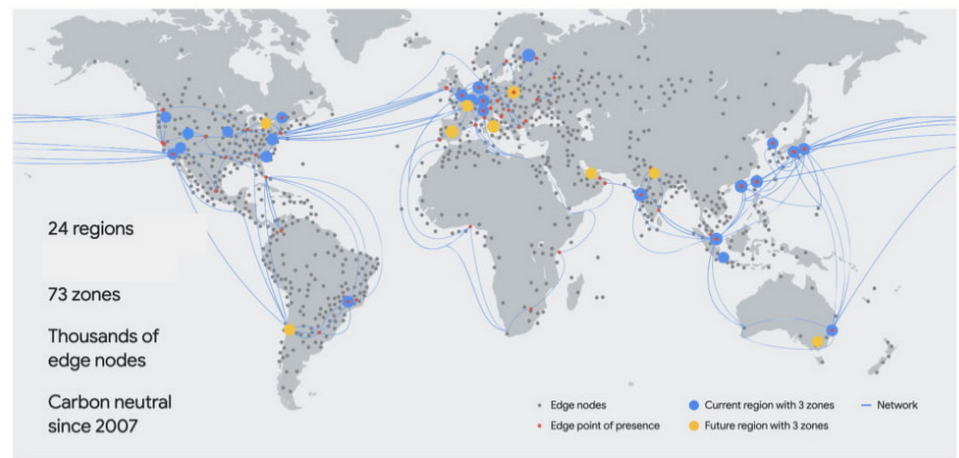 24 regions
73 zones
Thousands of
edge nodes
Carbon neutral
since 2007
Edge nodes
Edge point of presence
Current region with 3 zones
Future region with 3 zones
Network